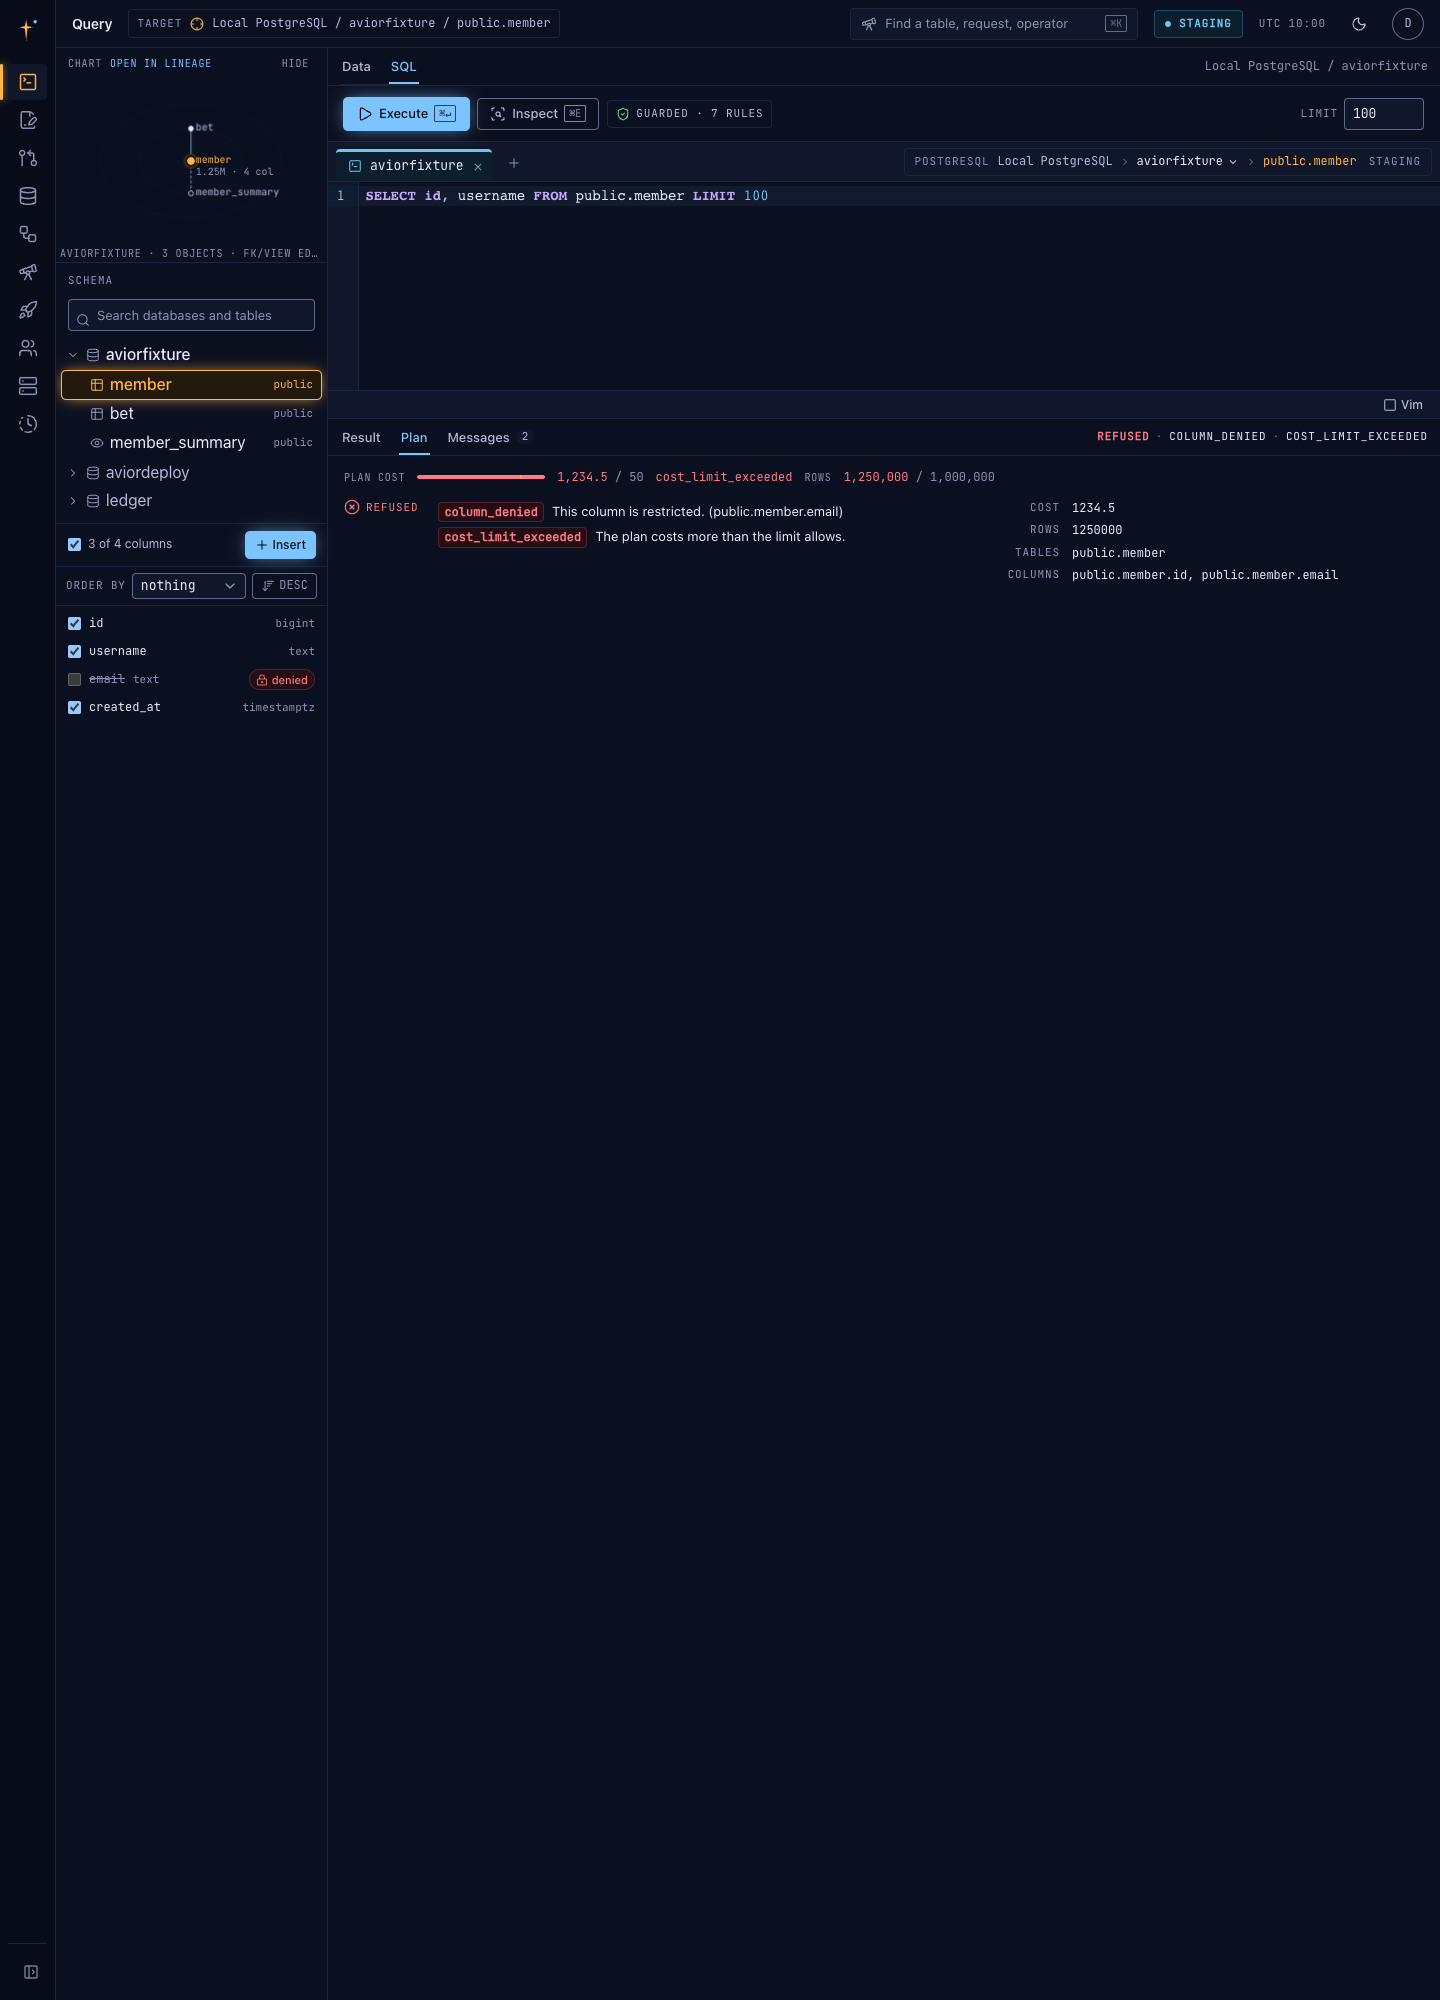 Query TARGET Local PostgreSQL / aviorfixture / public.member Find a table, request, operator ⌘K STAGING UTC 10:00 D
CHART OPEN IN LINEAGE HIDE
bet
member
1.25M · 4 col
member_summary
AVIORFIXTURE · 3 OBJECTS · FK/VIEW ED…
SCHEMA
Search databases and tables
aviorfixture
member public
bet public
member_summary public
aviordeploy
ledger
3 of 4 columns Insert
ORDER BY nothing DESC
id bigint
username text
email text denied
created_at timestamptz
Data SQL Local PostgreSQL / aviorfixture
Execute ⌘↵ Inspect ⌘E GUARDED · 7 RULES LIMIT 100
aviorfixture POSTGRESQL Local PostgreSQL aviorfixture public.member STAGING
1 SELECT id, username FROM public.member LIMIT 100
Vim
Result Plan Messages 2 REFUSED · COLUMN_DENIED · COST_LIMIT_EXCEEDED
PLAN COST 1,234.5 / 50 cost_limit_exceeded ROWS 1,250,000 / 1,000,000
REFUSED column_denied This column is restricted. (public.member.email)
cost_limit_exceeded The plan costs more than the limit allows.
COST 1234.5
ROWS 1250000
TABLES public.member
COLUMNS public.member.id, public.member.email